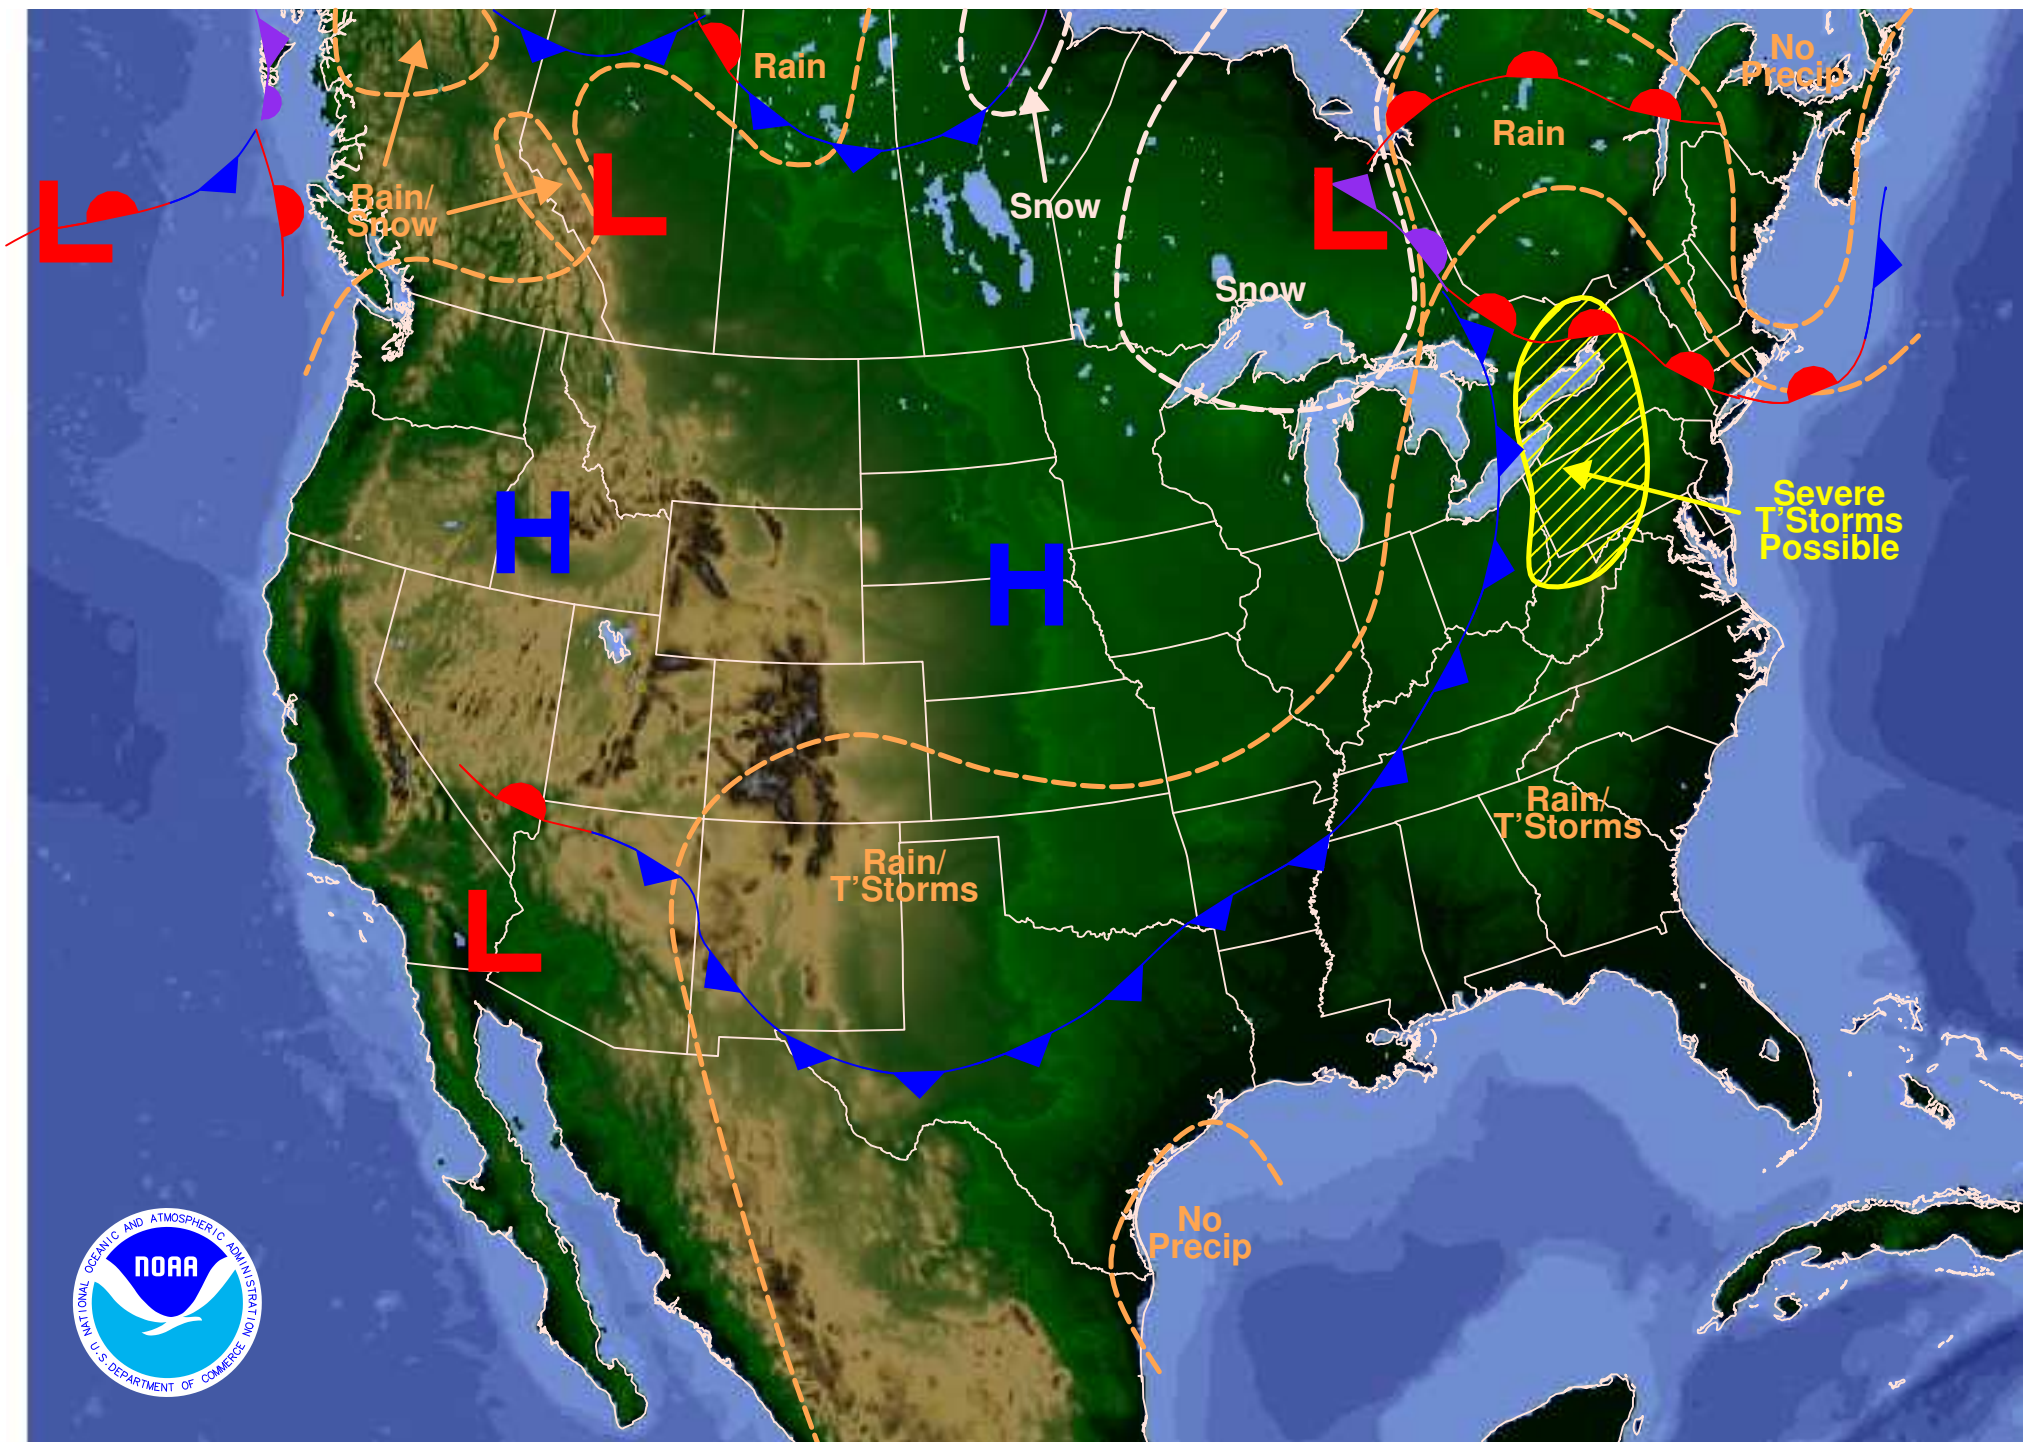 No
Precip
Rain
Rain
Rain/
Snow
Snow
Snow
L
L
L
Severe
T'Storms
Possible
H
H
Rain/
T'Storms
Rain/
T'Storms
L
No
Precip
NATIONAL OCEANIC AND ATMOSPHERIC ADMINISTRATION
NOAA
U.S. DEPARTMENT OF COMMERCE